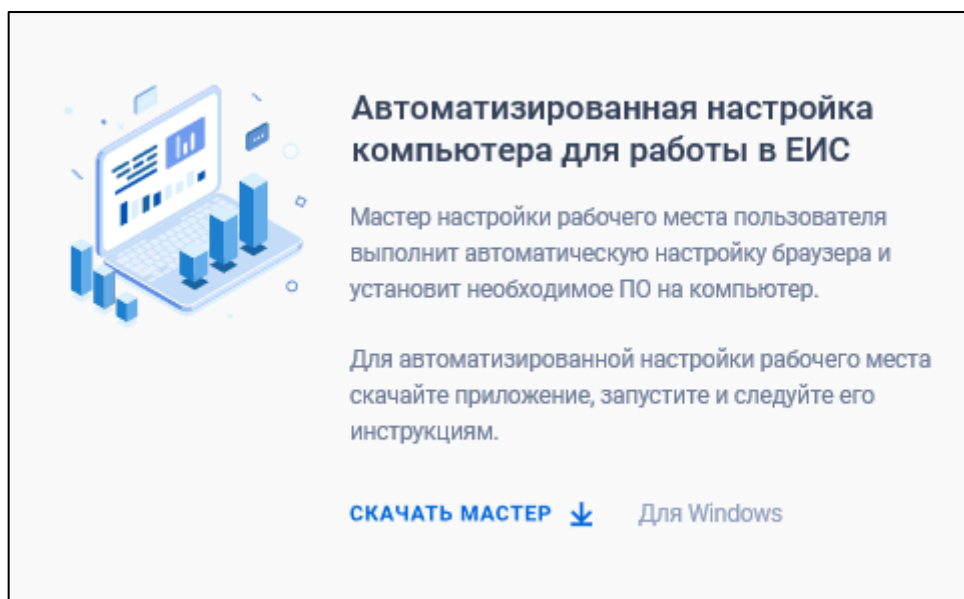 Автоматизированная настройка
компьютера для работы в ЕИС
Мастер настройки рабочего места пользователя
выполнит автоматическую настройку браузера и
установит необходимое ПО на компьютер.
Для автоматизированной настройки рабочего места
скачайте приложение, запустите и следуйте его
инструкциям.
СКАЧАТЬ МАСТЕР Для Windows